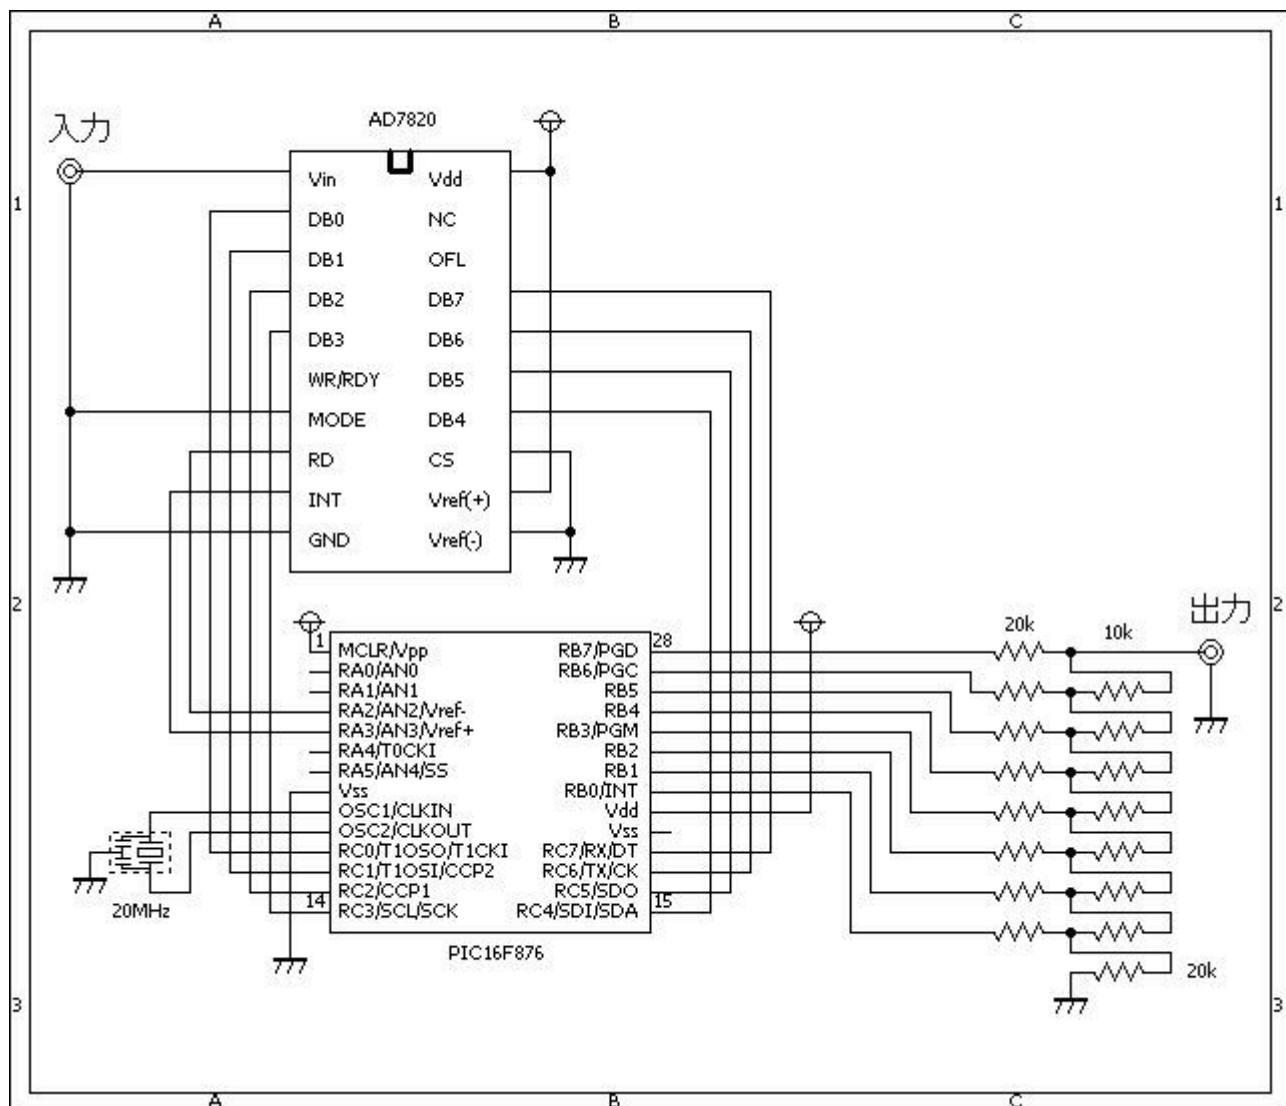 A B C
入力
AD7820
1 1
Vin Vdd
DB0 NC
DB1 OFL
DB2 DB7
DB3 DB6
WR/RDY DB5
MODE DB4
RD CS
INT Vref(+)
GND Vref(-)
2 2
出力
20k 10k
1 28
MCLR/Vpp RB7/PGD
RA0/AN0 RB6/PGC
RA1/AN1 RB5
RA2/AN2/Vref- RB4
RA3/AN3/Vref+ RB3/PGM
RA4/T0CKI RB2
RA5/AN4/SS RB1
Vss RB0/INT
OSC1/CLKIN Vdd
OSC2/CLKOUT Vss
RC0/T1OSO/T1CKI RC7/RX/DT
RC1/T1OSI/CCP2 RC6/TX/CK
RC2/CCP1 RC5/SDO
14 15
RC3/SCL/SCK RC4/SDI/SDA
20MHz
PIC16F876
20k
3 3
A B C